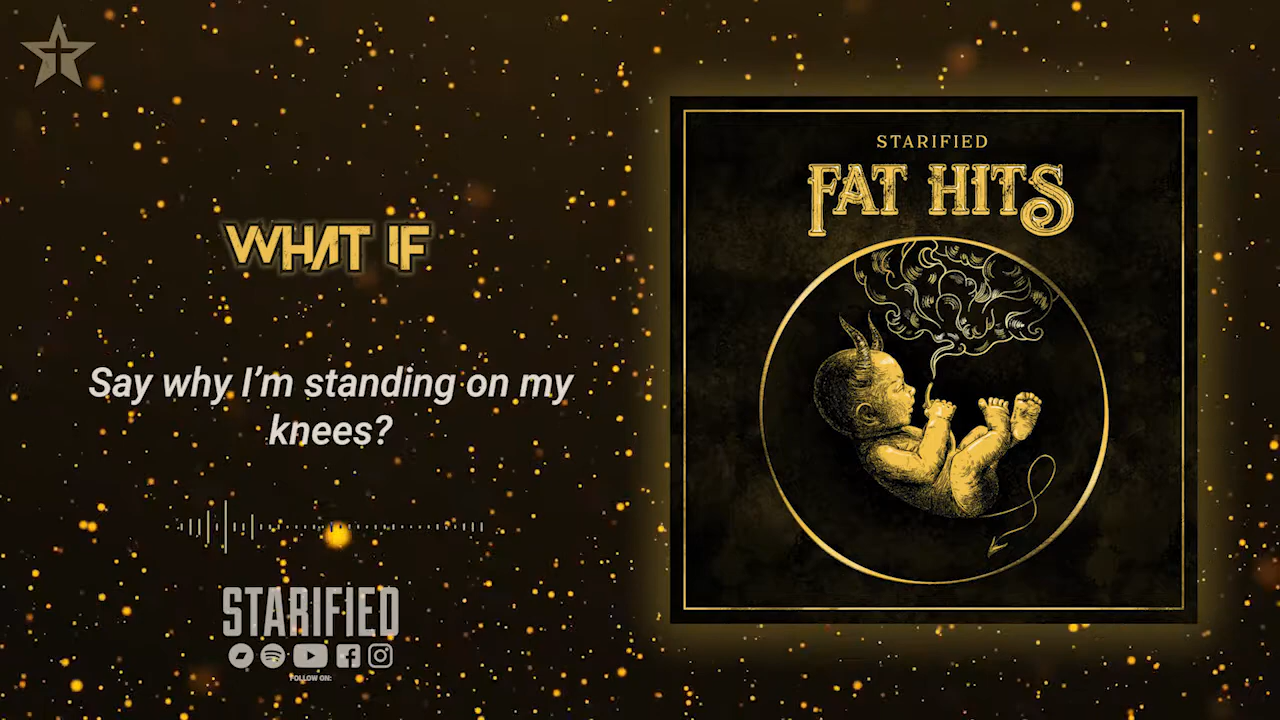 WHAT IF
Say why I’m standing on my
knees?
STARIFIED
FOLLOW ON:
STARIFIED
FAT HITS